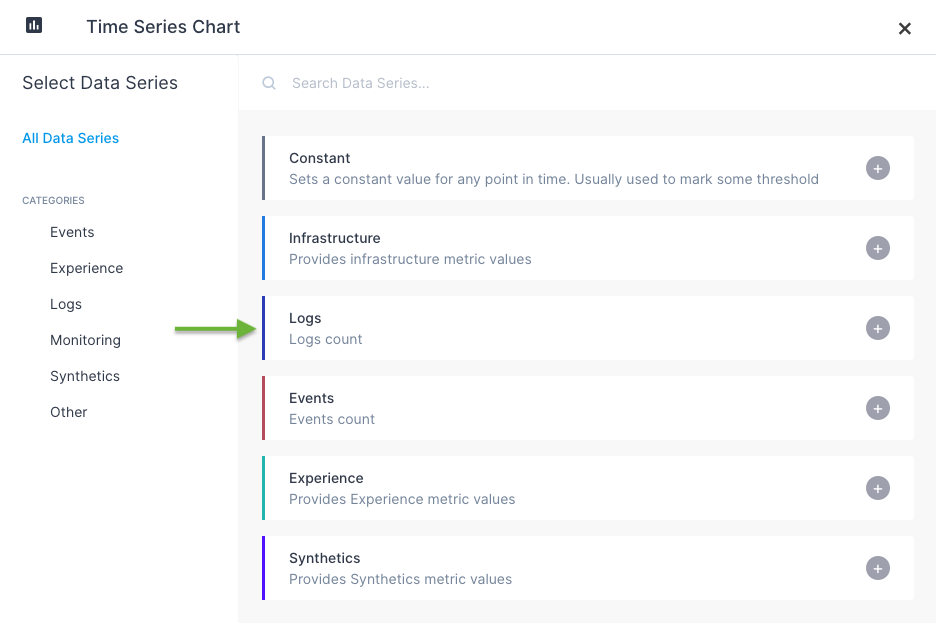 Time Series Chart
Select Data Series
Search Data Series...
All Data Series
CATEGORIES
Events
Experience
Logs
Monitoring
Synthetics
Other
Constant
Sets a constant value for any point in time. Usually used to mark some threshold
Infrastructure
Provides infrastructure metric values
Logs
Logs count
Events
Events count
Experience
Provides Experience metric values
Synthetics
Provides Synthetics metric values